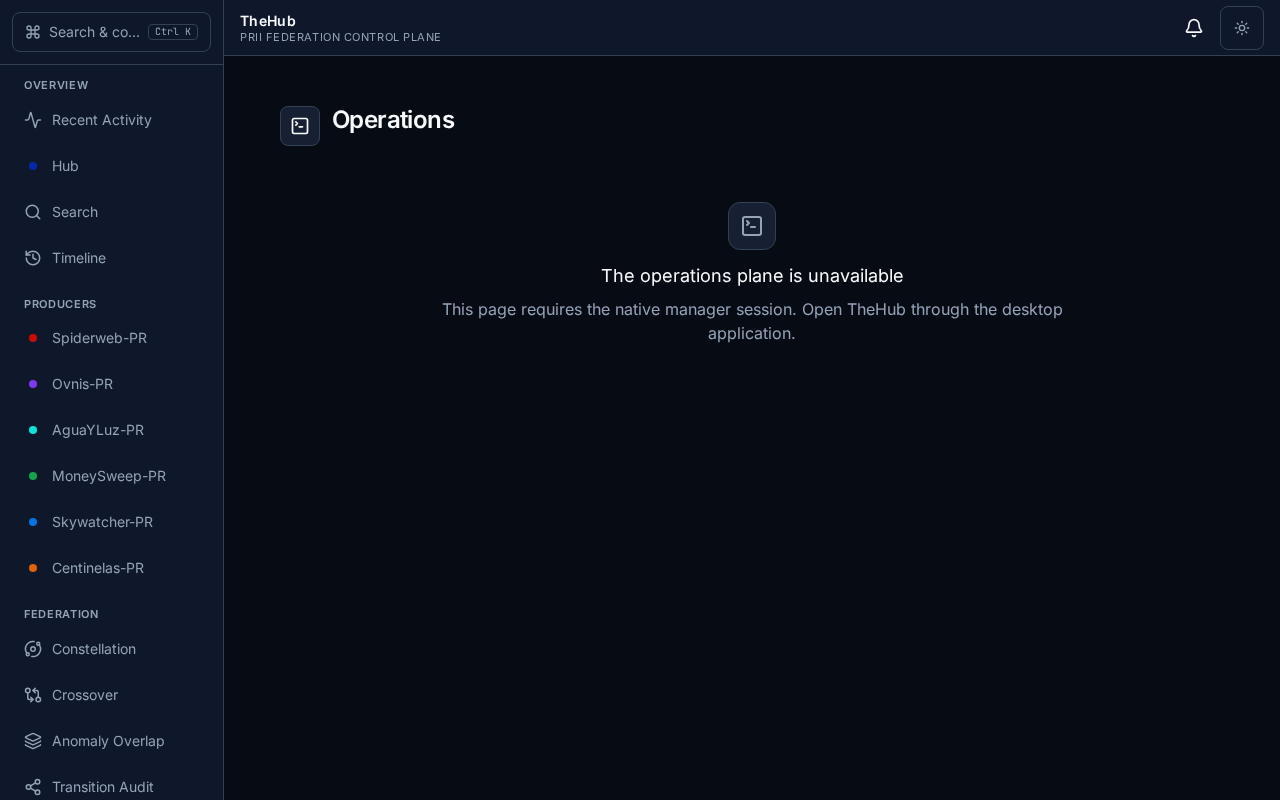 Search & co...
Ctrl K
OVERVIEW
Recent Activity
Hub
Search
Timeline
PRODUCERS
Spiderweb-PR
Ovnis-PR
AguaYLuz-PR
MoneySweep-PR
Skywatcher-PR
Centinelas-PR
FEDERATION
Constellation
Crossover
Anomaly Overlap
Transition Audit
TheHub
PRII FEDERATION CONTROL PLANE
Operations
The operations plane is unavailable
This page requires the native manager session. Open TheHub through the desktop
application.